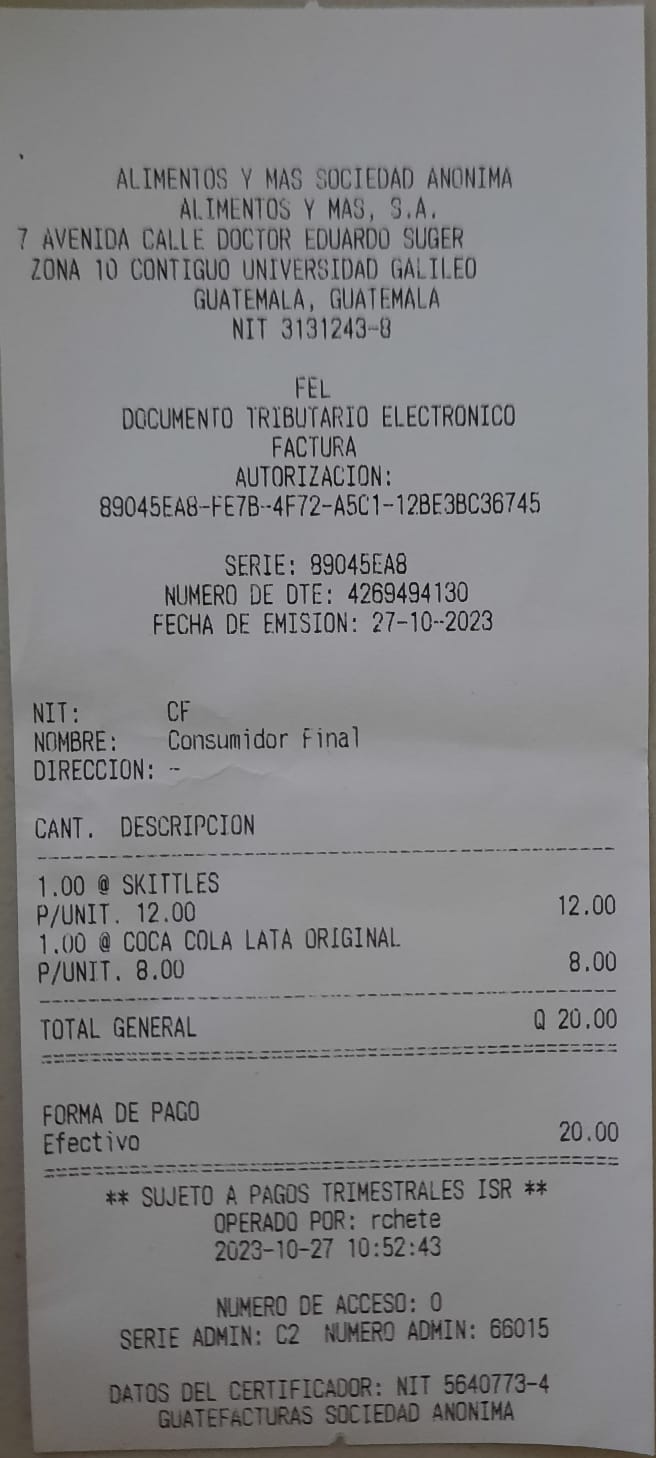 ALIMENTOS Y MAS SOCIEDAD ANONIMA
ALIMENTOS Y MAS, S.A.
7 AVENIDA CALLE DOCTOR EDUARDO SUGER
ZONA 10 CONTIGUO UNIVERSIDAD GALILEO
GUATEMALA, GUATEMALA
NIT 3131243-8
FEL
DOCUMENTO TRIBUTARIO ELECTRONICO
FACTURA
AUTORIZACION:
89045EA8-FE7B-4F72-A5C1-12BE3BC36745
SERIE: 89045EA8
NUMERO DE DTE: 4269494130
FECHA DE EMISION: 27-10-2023
NIT: CF
NOMBRE: Consumidor Final
DIRECCION: -
CANT. DESCRIPCION
1.00 @ SKITTLES
P/UNIT. 12.00 12.00
1.00 @ COCA COLA LATA ORIGINAL
P/UNIT. 8.00 8.00
TOTAL GENERAL Q 20.00
FORMA DE PAGO
Efectivo 20.00
** SUJETO A PAGOS TRIMESTRALES ISR **
OPERADO POR: rchete
2023-10-27 10:52:43
NUMERO DE ACCESO: 0
SERIE ADMIN: C2 NUMERO ADMIN: 66015
DATOS DEL CERTIFICADOR: NIT 5640773-4
GUATEFACTURAS SOCIEDAD ANONIMA